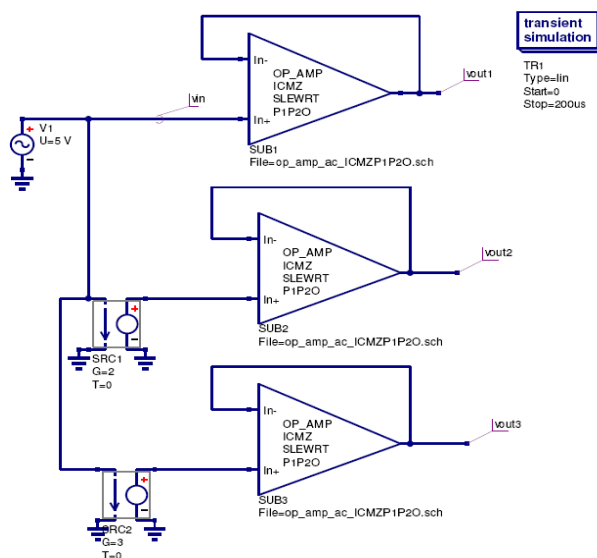 transient
simulation
TR1
Type=lin
Start=0
Stop=200us
In-
OP_AMP
ICMZ
SLEWRT
P1P2O
In+
vout1
vin
V1
U=5 V
SUB1
File=op_amp_ac_ICMZP1P2O.sch
In-
OP_AMP
ICMZ
SLEWRT
P1P2O
In+
vout2
SUB2
File=op_amp_ac_ICMZP1P2O.sch
SRC1
G=2
T=0
In-
OP_AMP
ICMZ
SLEWRT
P1P2O
In+
vout3
SUB3
File=op_amp_ac_ICMZP1P2O.sch
SRC2
G=3
T=0